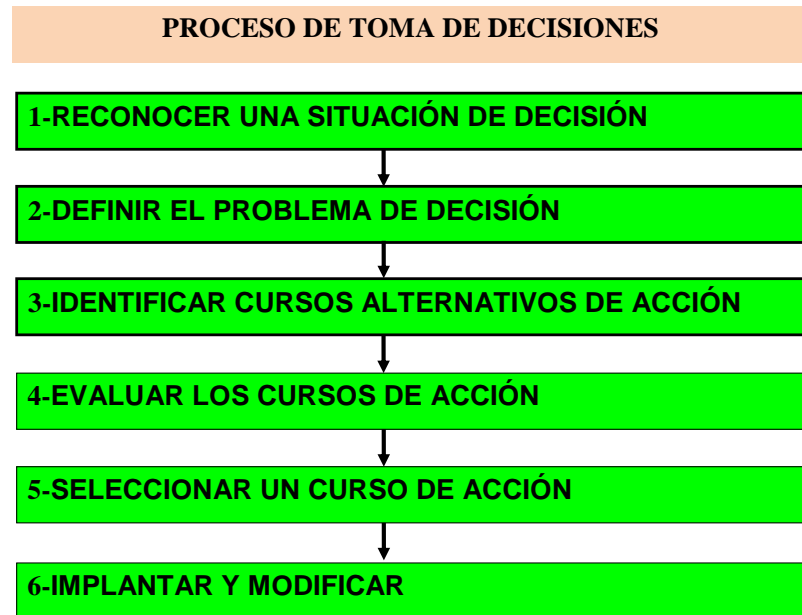 PROCESO DE TOMA DE DECISIONES
1-RECONOCER UNA SITUACIÓN DE DECISIÓN
2-DEFINIR EL PROBLEMA DE DECISIÓN
3-IDENTIFICAR CURSOS ALTERNATIVOS DE ACCIÓN
4-EVALUAR LOS CURSOS DE ACCIÓN
5-SELECCIONAR UN CURSO DE ACCIÓN
6-IMPLANTAR Y MODIFICAR